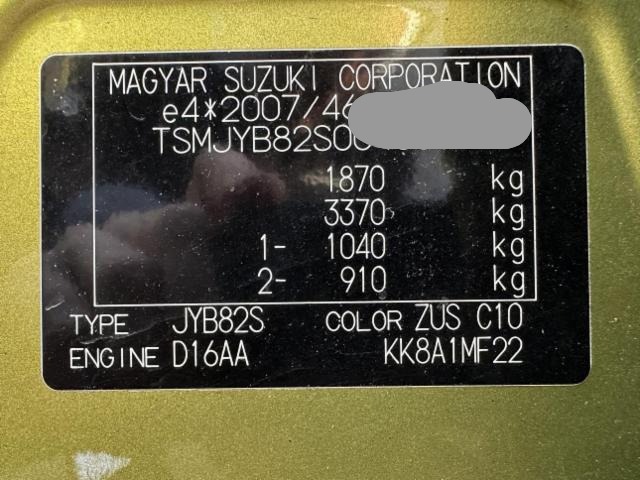 MAGYAR SUZUKI CORPORATION
e4*2007/46
TSMJYB82S00
1870 kg
3370 kg
1- 1040 kg
2- 910 kg
TYPE JYB82S COLOR ZUS C10
ENGINE D16AA KK8A1MF22